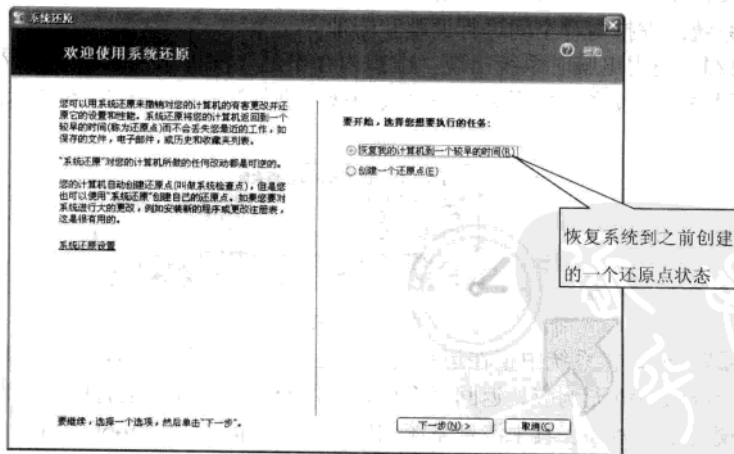 系统还原
欢迎使用系统还原
帮助
您可以用系统还原来撤销对您的计算机的有害更改并还
原它的设置和性能。系统还原将您的计算机返回到一个
较早的时间(称为还原点)而不会丢失您最近的工作，如
保存的文件，电子邮件，或历史和收藏夹列表。
“系统还原”对您的计算机所做的任何改动都是可逆的。
您的计算机自动创建还原点(叫做系统检查点)，但是您
也可以使用“系统还原”创建自己的还原点。如果您要对
系统进行大的更改，例如安装新的程序或更改注册表，
这是很有用的。
系统还原设置
要继续，选择一个选项，然后单击“下一步”。
要开始，选择您想要执行的任务：
恢复我的计算机到一个较早的时间(R)
创建一个还原点(E)
恢复系统到之前创建
的一个还原点状态
下一步(N) >
取消(C)